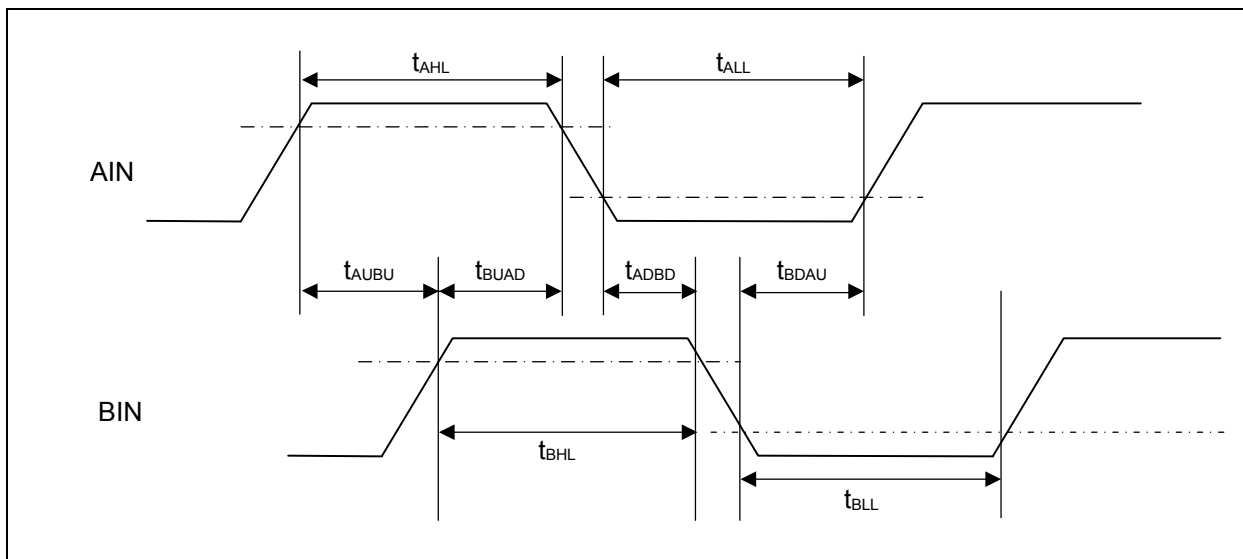 tAHL tALL
AIN
tAUBU tBUAD tADBD tBDAU
BIN
tBHL
tBLL